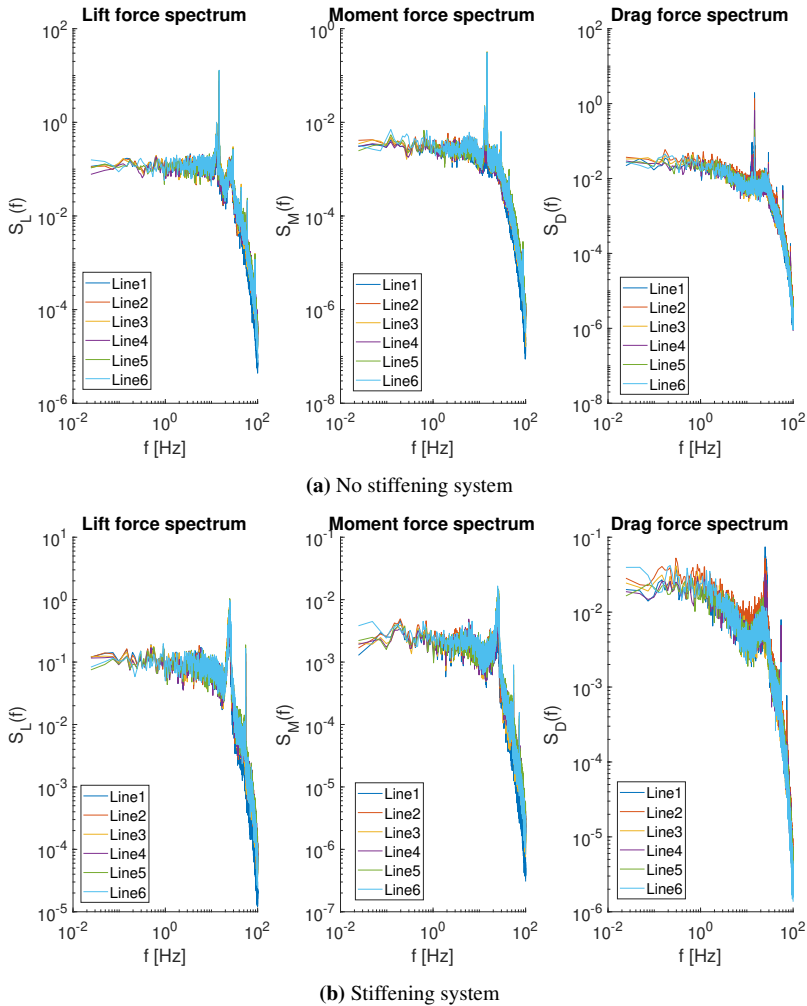 Lift force spectrum
10^2
10^0
10^-2
10^-4
10^-6
S_L(f)
Line1
Line2
Line3
Line4
Line5
Line6
10^-2 10^0 10^2
f [Hz]
Moment force spectrum
10^0
10^-2
10^-4
10^-6
10^-8
S_M(f)
Line1
Line2
Line3
Line4
Line5
Line6
10^-2 10^0 10^2
f [Hz]
Drag force spectrum
10^2
10^0
10^-2
10^-4
10^-6
10^-8
S_D(f)
Line1
Line2
Line3
Line4
Line5
Line6
10^-2 10^0 10^2
f [Hz]
(a) No stiffening system
Lift force spectrum
10^1
10^0
10^-1
10^-2
10^-3
10^-4
10^-5
S_L(f)
Line1
Line2
Line3
Line4
Line5
Line6
10^-2 10^0 10^2
f [Hz]
Moment force spectrum
10^-1
10^-2
10^-3
10^-4
10^-5
10^-6
10^-7
S_M(f)
Line1
Line2
Line3
Line4
Line5
Line6
10^-2 10^0 10^2
f [Hz]
Drag force spectrum
10^-1
10^-2
10^-3
10^-4
10^-5
10^-6
S_D(f)
Line1
Line2
Line3
Line4
Line5
Line6
10^-2 10^0 10^2
f [Hz]
(b) Stiffening system